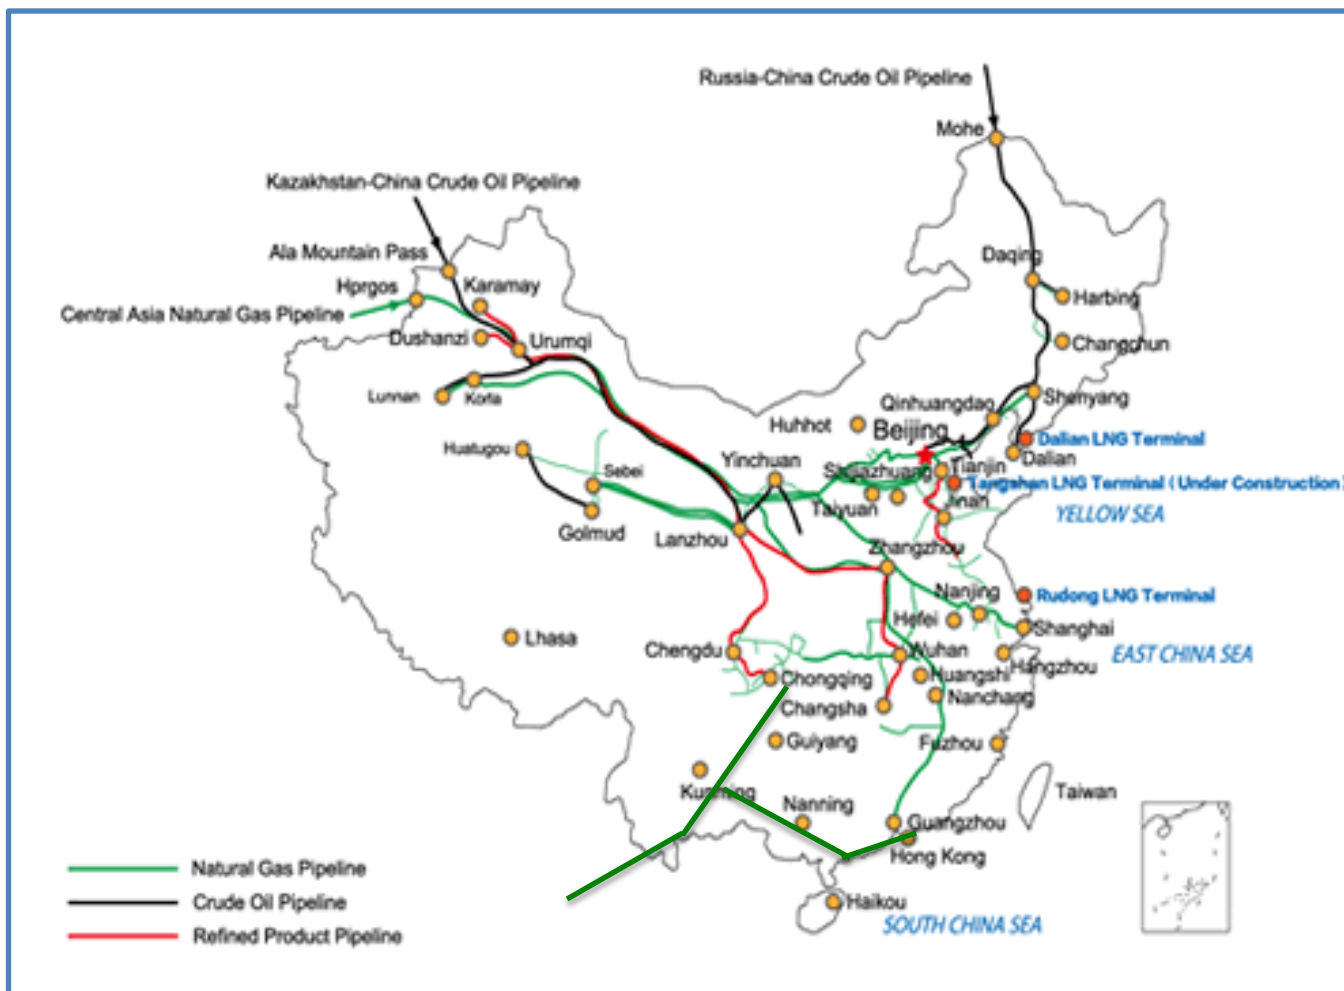 Russia-China Crude Oil Pipeline
Mohe
Kazakhstan-China Crude Oil Pipeline
Ala Mountain Pass
Daqing
Hprgos
Karamay
Harbing
Central Asia Natural Gas Pipeline
Dushanzi
Urumqi
Changchun
Lunnan
Korla
Qinhuangdao
Shenyang
Huhhot
Beijing
Dalian LNG Terminal
Huatugou
Sebei
Yinchuan
Shijiazhuang
Tianjin
Dalian
Tangshan LNG Terminal ( Under Construction )
Taiyuan
Jinan
YELLOW SEA
Golmud
Lanzhou
Zhangzhou
Nanjing
Rudong LNG Terminal
Hefei
Shanghai
Lhasa
Chengdu
Wuhan
Hangzhou
EAST CHINA SEA
Chongqing
Huangshi
Changsha
Nanchang
Guiyang
Fuzhou
Kunming
Nanning
Taiwan
Guangzhou
Hong Kong
Natural Gas Pipeline
Crude Oil Pipeline
Haikou
SOUTH CHINA SEA
Refined Product Pipeline